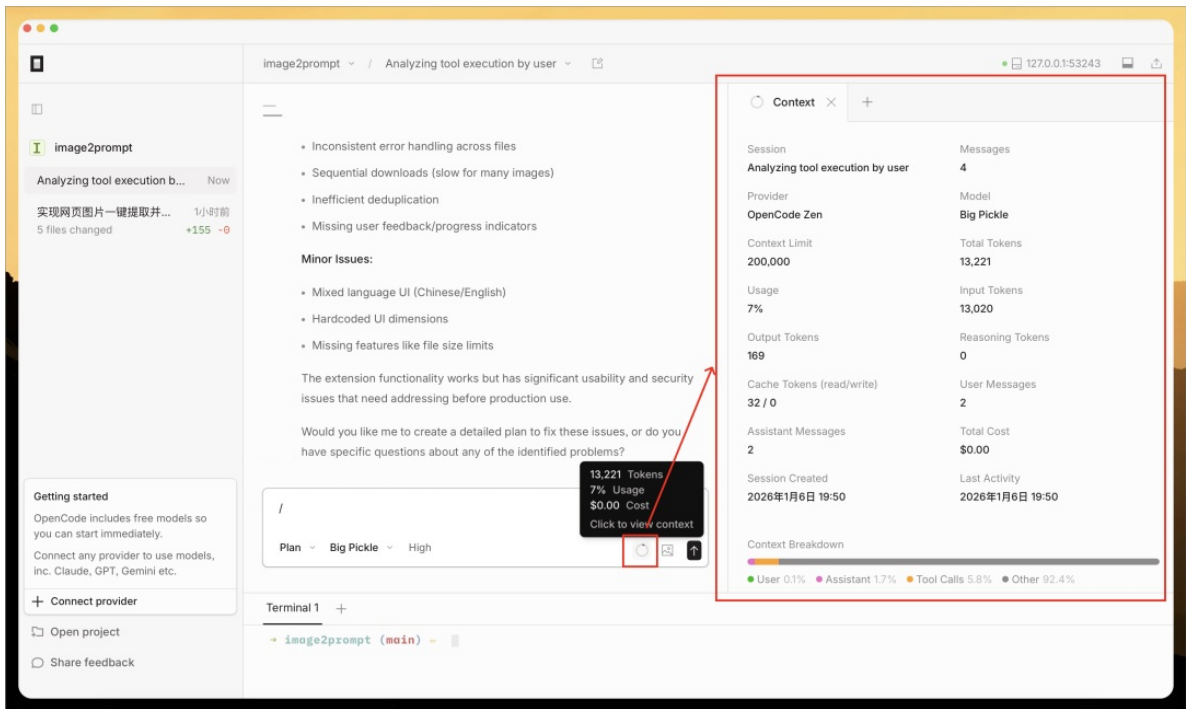 image2prompt / Analyzing tool execution by user
127.0.0.1:53243
image2prompt
Analyzing tool execution b... Now
实现网页图片一键提取并... 1小时前
5 files changed +155 -0
Getting started
OpenCode includes free models so
you can start immediately.
Connect any provider to use models,
inc. Claude, GPT, Gemini etc.
+ Connect provider
Open project
Share feedback
• Inconsistent error handling across files
• Sequential downloads (slow for many images)
• Inefficient deduplication
• Missing user feedback/progress indicators
Minor Issues:
• Mixed language UI (Chinese/English)
• Hardcoded UI dimensions
• Missing features like file size limits
The extension functionality works but has significant usability and security
issues that need addressing before production use.
Would you like me to create a detailed plan to fix these issues, or do you
have specific questions about any of the identified problems?
13,221 Tokens
7% Usage
$0.00 Cost
Click to view context
/
Plan Big Pickle High
Terminal 1 +
→ image2prompt (main)
Context × +
Session Messages
Analyzing tool execution by user 4
Provider Model
OpenCode Zen Big Pickle
Context Limit Total Tokens
200,000 13,221
Usage Input Tokens
7% 13,020
Output Tokens Reasoning Tokens
169 0
Cache Tokens (read/write) User Messages
32 / 0 2
Assistant Messages Total Cost
2 $0.00
Session Created Last Activity
2026年1月6日 19:50 2026年1月6日 19:50
Context Breakdown
User 0.1% Assistant 1.7% Tool Calls 5.8% Other 92.4%